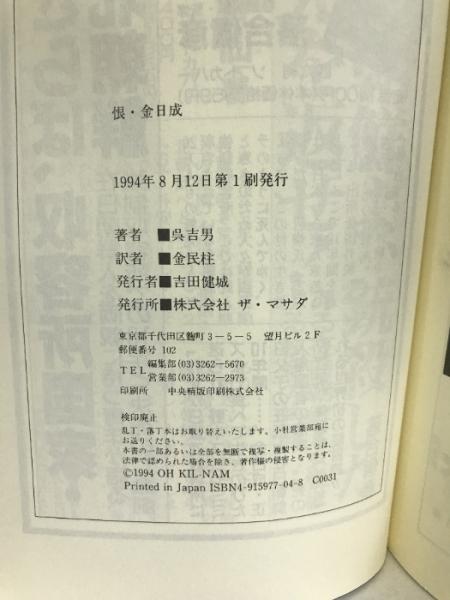 恨・金日成
1994年8月12日第1刷発行
著者 ■呉吉男
訳者 ■金民柱
発行者■吉田健城
発行所■株式会社 ザ・マサダ
東京都千代田区麴町3－5－5 望月ビル2F
郵便番号 102
TEL 編集部(03)3262－5670
営業部(03)3262－2973
印刷所 中央精版印刷株式会社
検印廃止
乱丁・落丁本はお取り替えいたします。小社営業部宛に
お送りください。
本書の一部あるいは全部を無断で複写・複製することは、
法律で認められた場合を除き、著作権の侵害となります。
©1994 OH KIL-NAM
Printed in Japan ISBN4-915977-04-8 C0031